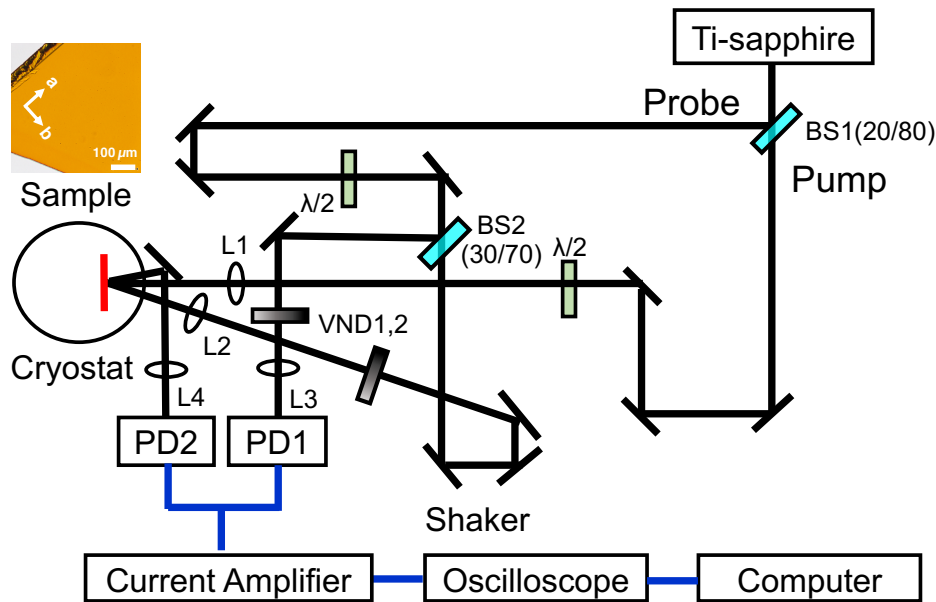 Ti-sapphire
a
b
100 µm
Probe
BS1(20/80)
Pump
Sample
λ/2
BS2
(30/70)
λ/2
L1
L2
VND1,2
Cryostat
L4
L3
PD2
PD1
Shaker
Current Amplifier
Oscilloscope
Computer